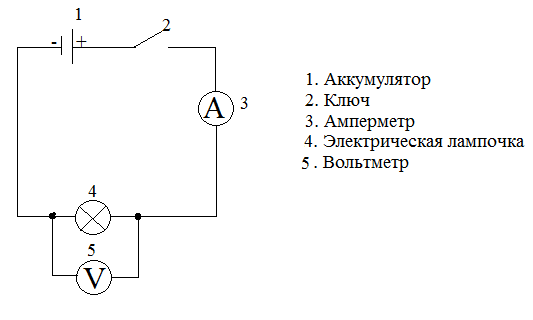 1
2
- +
A 3
4
5
V
1. Аккумулятор
2. Ключ
3. Амперметр
4. Электрическая лампочка
5 . Вольтметр